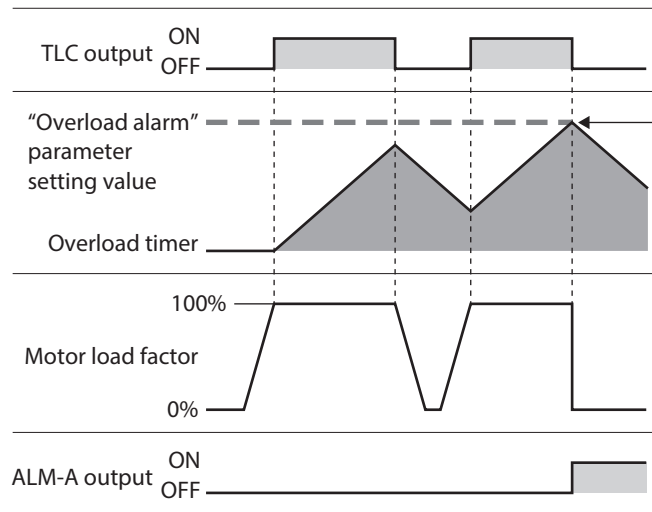 TLC output ON
OFF
“Overload alarm”
parameter
setting value
Overload timer
100%
Motor load factor
0%
ALM-A output ON
OFF